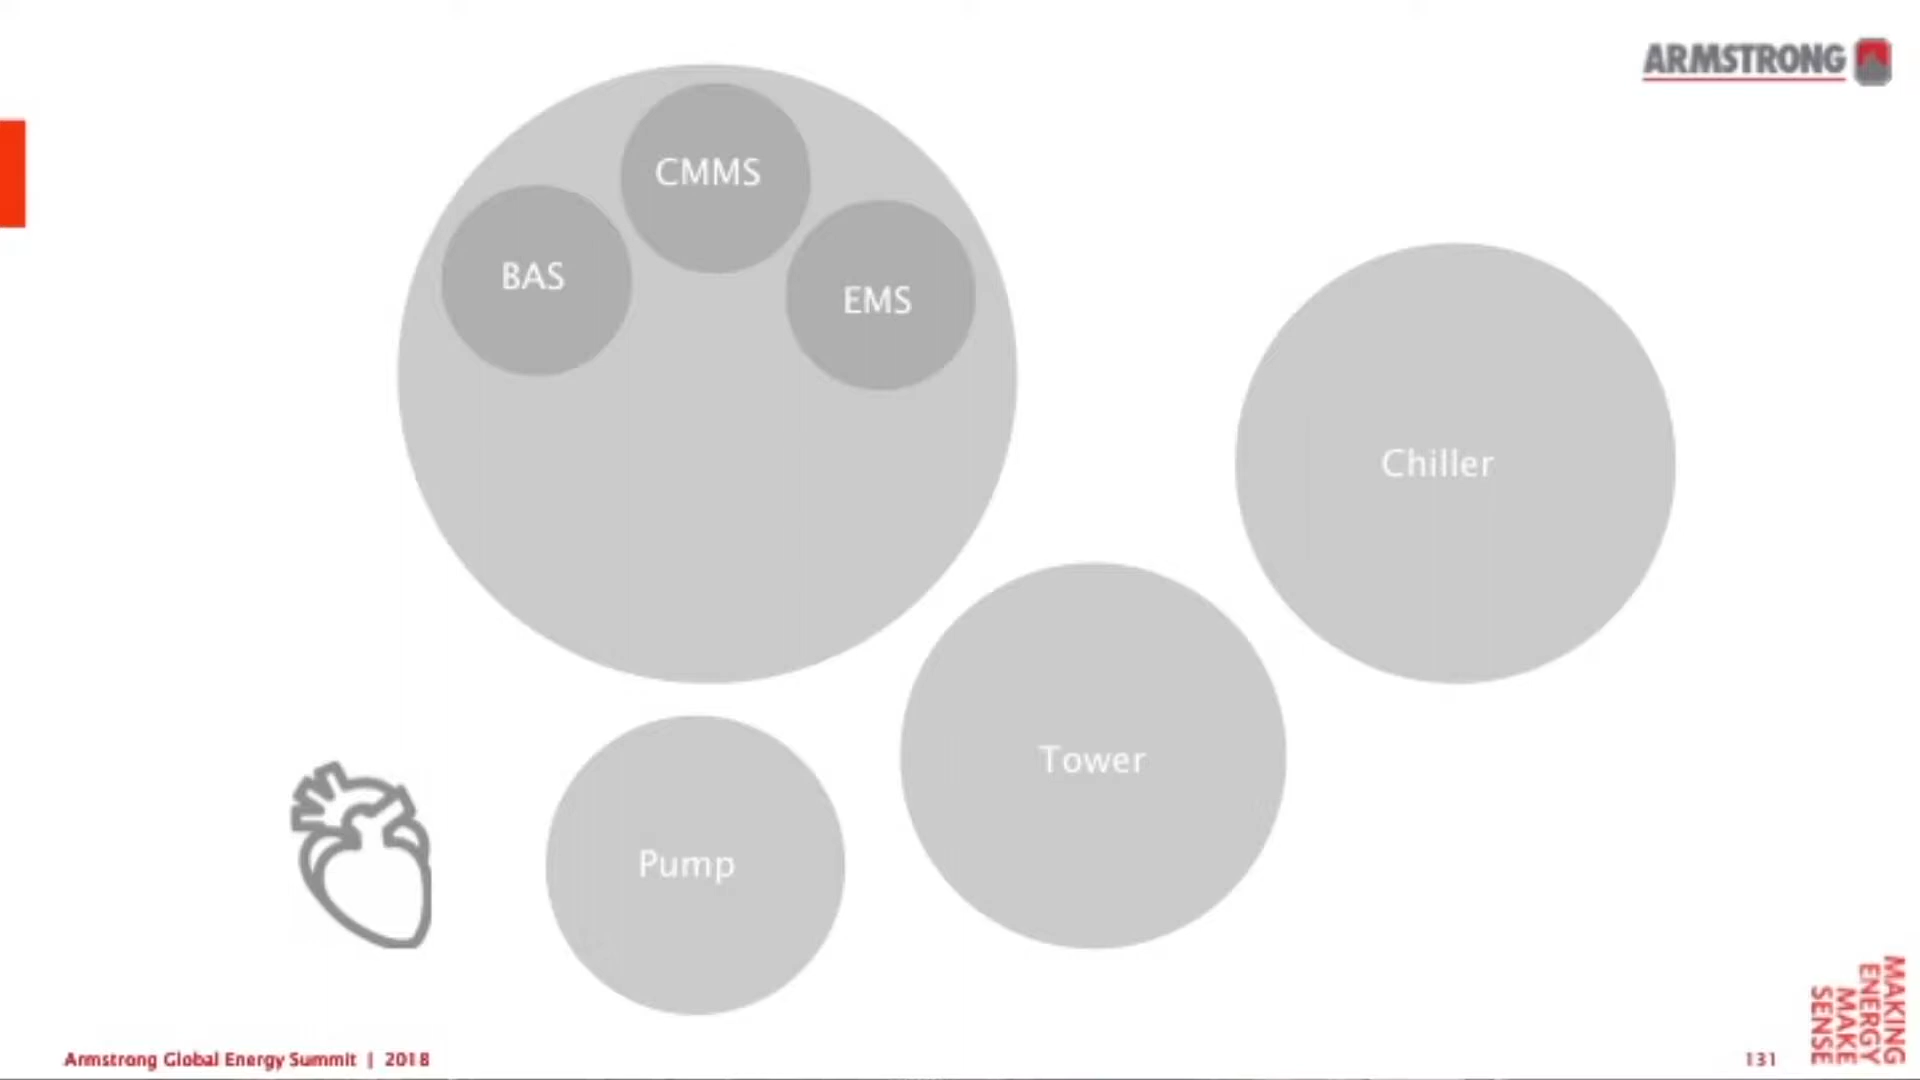 ARMSTRONG
CMMS
BAS
EMS
Chiller
Tower
Pump
Armstrong Global Energy Summit | 2018
131
MAKING
ENERGY
MAKE
SENSE